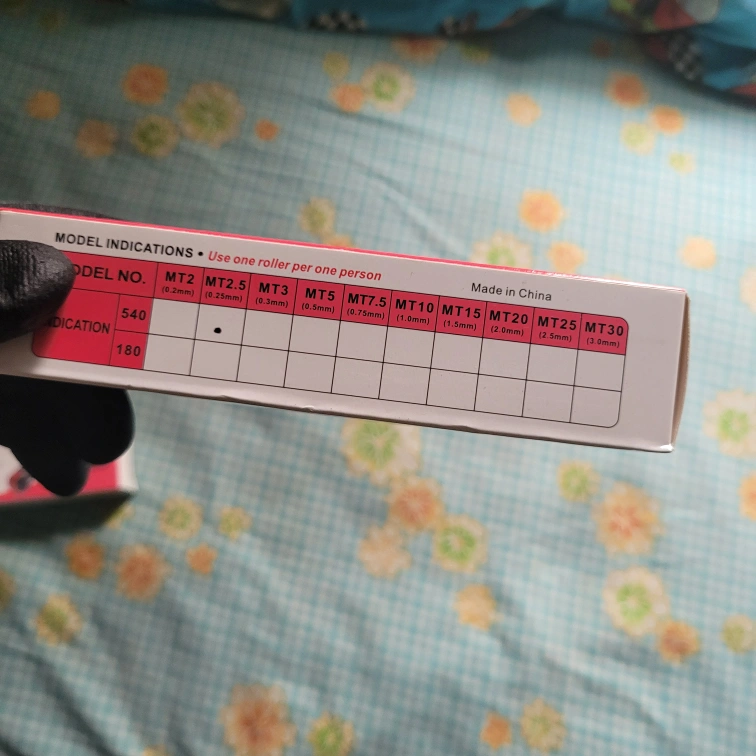 MODEL INDICATIONS • Use one roller per one person
Made in China
ODEL NO. MT2 MT2.5 MT3 MT5 MT7.5 MT10 MT15 MT20 MT25 MT30
(0.2mm) (0.25mm) (0.3mm) (0.5mm) (0.75mm) (1.0mm) (1.5mm) (2.0mm) (2.5mm) (3.0mm)
DICATION
540
180